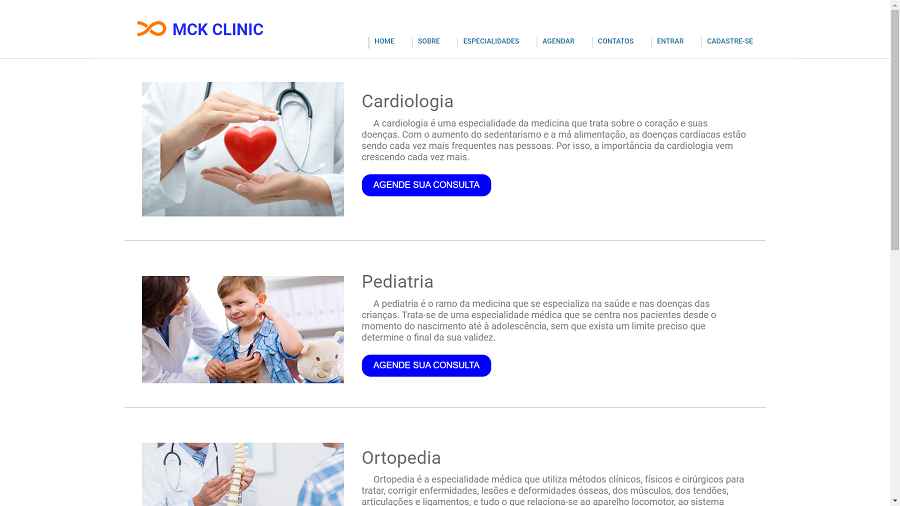 MCK CLINIC
HOME
SOBRE
ESPECIALIDADES
AGENDAR
CONTATOS
ENTRAR
CADASTRE-SE
Cardiologia
A cardiologia é uma especialidade da medicina que trata sobre o coração e suas
doenças. Com o aumento do sedentarismo e a má alimentação, as doenças cardíacas estão
sendo cada vez mais frequentes nas pessoas. Por isso, a importância da cardiologia vem
crescendo cada vez mais.
AGENDE SUA CONSULTA
Pediatria
A pediatria é o ramo da medicina que se especializa na saúde e nas doenças das
crianças. Trata-se de uma especialidade médica que se centra nos pacientes desde o
momento do nascimento até à adolescência, sem que exista um limite preciso que
determine o final da sua validez.
AGENDE SUA CONSULTA
Ortopedia
Ortopedia é a especialidade médica que utiliza métodos clínicos, físicos e cirúrgicos para
tratar, corrigir enfermidades, lesões e deformidades ósseas, dos músculos, dos tendões,
articulações e ligamentos, e tudo o que relaciona-se ao aparelho locomotor, ao sistema